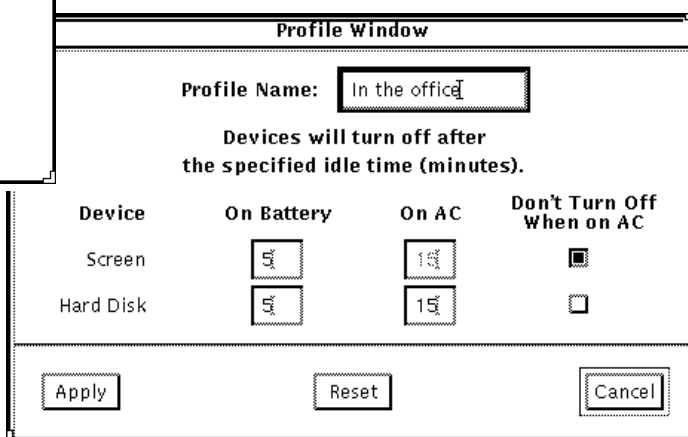 Profile Window
Profile Name: In the office
Devices will turn off after
the specified idle time (minutes).
Device On Battery On AC Don't Turn Off When on AC
Screen 5 15
Hard Disk 5 15
Apply Reset Cancel